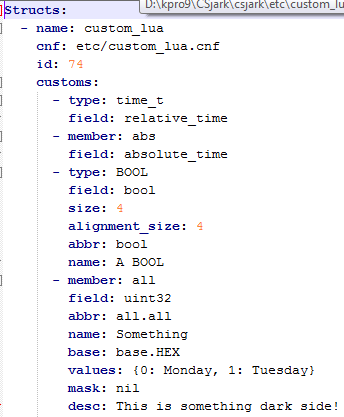 D:\kpro9\CSjark\csjark\etc\custom_lu
Structs:
- name: custom_lua
cnf: etc/custom_lua.cnf
id: 74
customs:
- type: time_t
field: relative_time
- member: abs
field: absolute_time
- type: BOOL
field: bool
size: 4
alignment_size: 4
abbr: bool
name: A BOOL
- member: all
field: uint32
abbr: all.all
name: Something
base: base.HEX
values: {0: Monday, 1: Tuesday}
mask: nil
desc: This is something dark side!